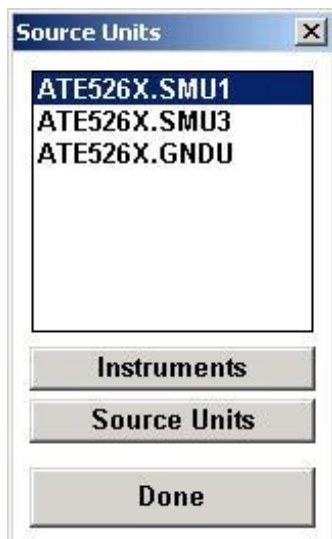 Source Units
ATE526X.SMU1
ATE526X.SMU3
ATE526X.GNDU
Instruments
Source Units
Done